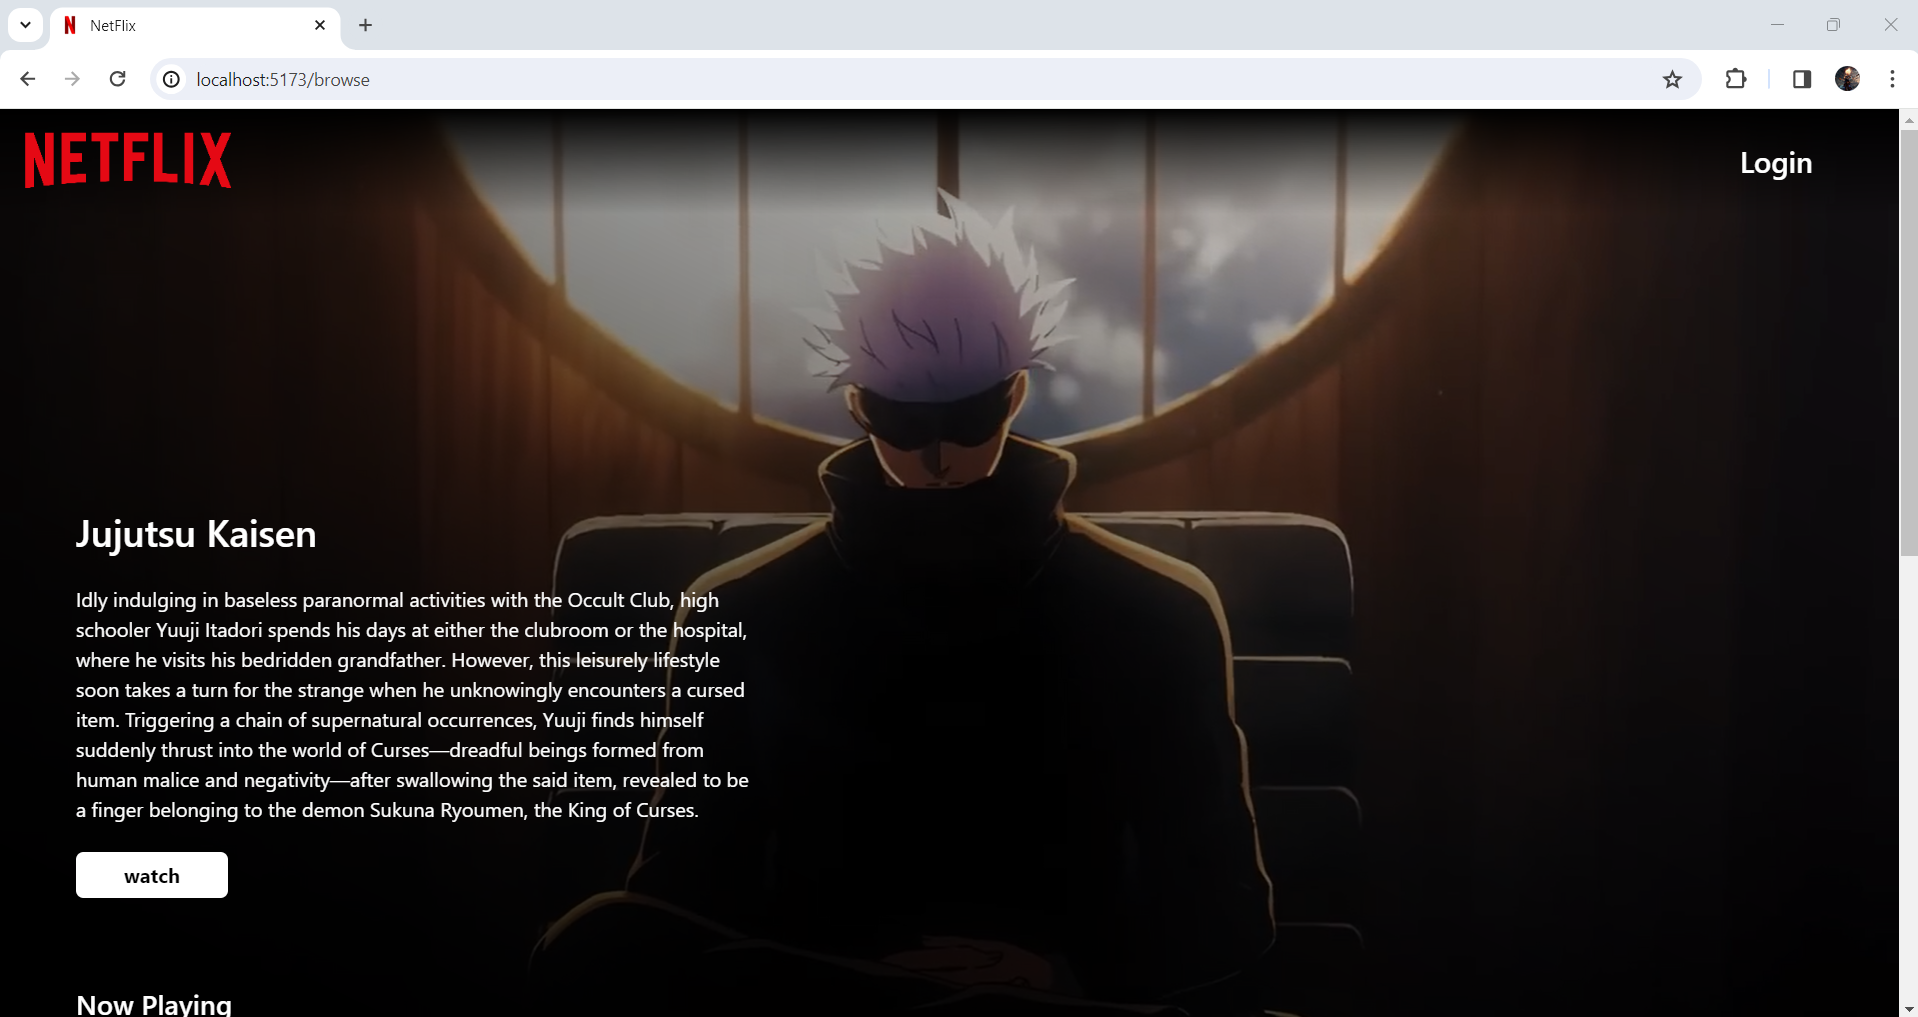 NetFlix
localhost:5173/browse
NETFLIX
Login
Jujutsu Kaisen
Idly indulging in baseless paranormal activities with the Occult Club, high
schooler Yuuji Itadori spends his days at either the clubroom or the hospital,
where he visits his bedridden grandfather. However, this leisurely lifestyle
soon takes a turn for the strange when he unknowingly encounters a cursed
item. Triggering a chain of supernatural occurrences, Yuuji finds himself
suddenly thrust into the world of Curses—dreadful beings formed from
human malice and negativity—after swallowing the said item, revealed to be
a finger belonging to the demon Sukuna Ryoumen, the King of Curses.
watch
Now Playing